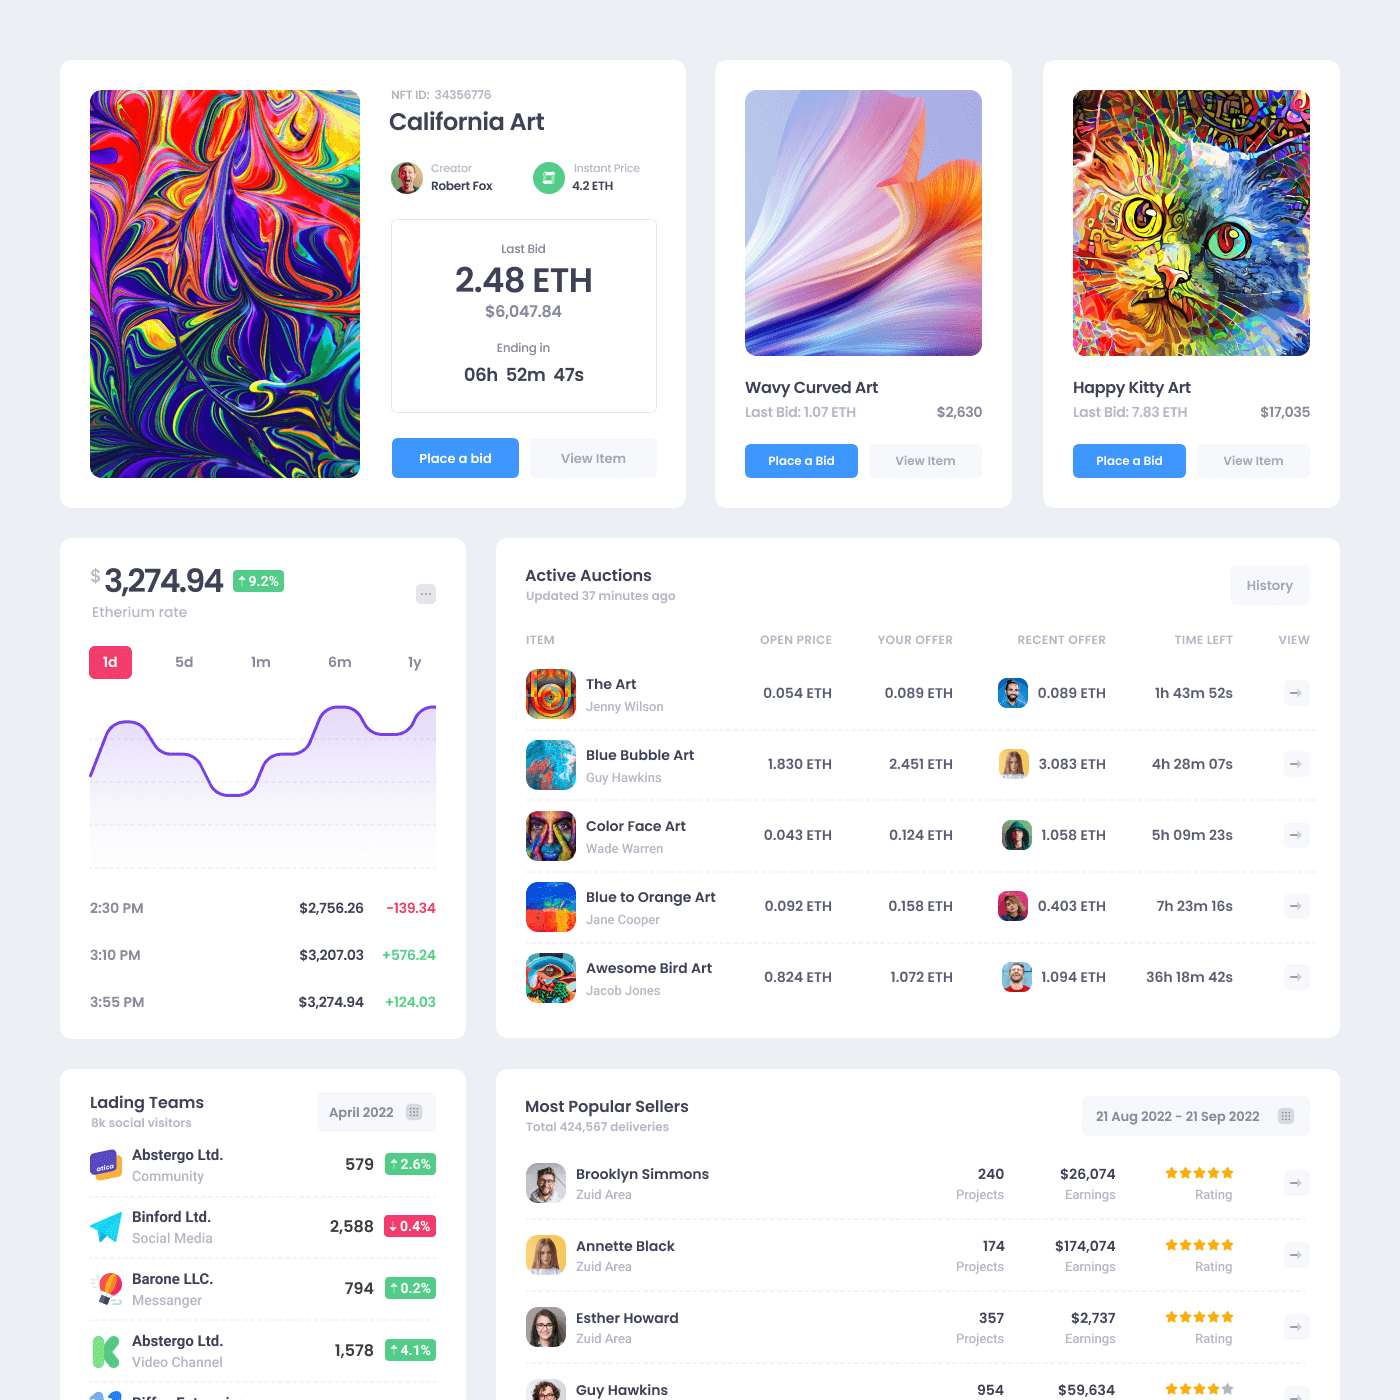 NFT ID: 34356776
California Art
Creator
Robert Fox
Instant Price
4.2 ETH
Last Bid
2.48 ETH
$6,047.84
Ending in
06h 52m 47s
Place a bid
View Item
Wavy Curved Art
Last Bid: 1.07 ETH $2,630
Place a Bid
View Item
Happy Kitty Art
Last Bid: 7.83 ETH $17,035
Place a Bid
View Item
$ 3,274.94 9.2%
Etherium rate
1d 5d 1m 6m 1y
2:30 PM $2,756.26 -139.34
3:10 PM $3,207.03 +576.24
3:55 PM $3,274.94 +124.03
Active Auctions
Updated 37 minutes ago
History
ITEM OPEN PRICE YOUR OFFER RECENT OFFER TIME LEFT VIEW
The Art
Jenny Wilson
0.054 ETH 0.089 ETH 0.089 ETH 1h 43m 52s
Blue Bubble Art
Guy Hawkins
1.830 ETH 2.451 ETH 3.083 ETH 4h 28m 07s
Color Face Art
Wade Warren
0.043 ETH 0.124 ETH 1.058 ETH 5h 09m 23s
Blue to Orange Art
Jane Cooper
0.092 ETH 0.158 ETH 0.403 ETH 7h 23m 16s
Awesome Bird Art
Jacob Jones
0.824 ETH 1.072 ETH 1.094 ETH 36h 18m 42s
Lading Teams
8k social visitors
April 2022
atica
Abstergo Ltd.
Community
579 2.6%
Binford Ltd.
Social Media
2,588 0.4%
Barone LLC.
Messanger
794 0.2%
Abstergo Ltd.
Video Channel
1,578 4.1%
Most Popular Sellers
Total 424,567 deliveries
21 Aug 2022 - 21 Sep 2022
Brooklyn Simmons 240 $26,074
Zuid Area Projects Earnings Rating
Annette Black 174 $174,074
Zuid Area Projects Earnings Rating
Esther Howard 357 $2,737
Zuid Area Projects Earnings Rating
Guy Hawkins 954 $59,634